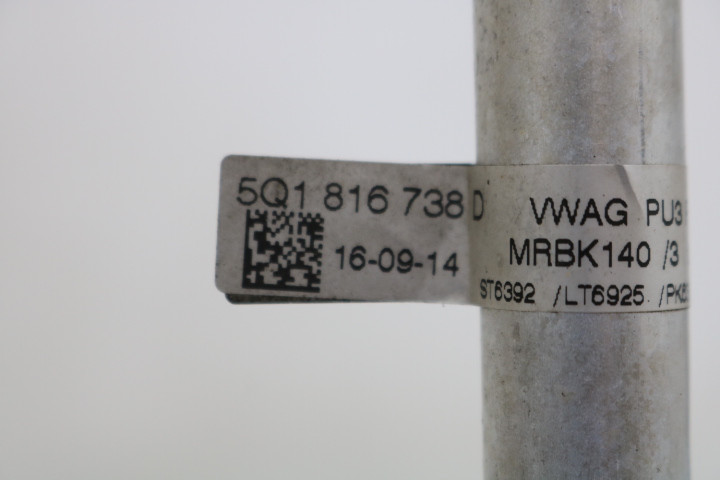 5Q1 816 738 D VWAG PU3
16-09-14 MRBK140 /3
ST6392 /LT6925 /PK